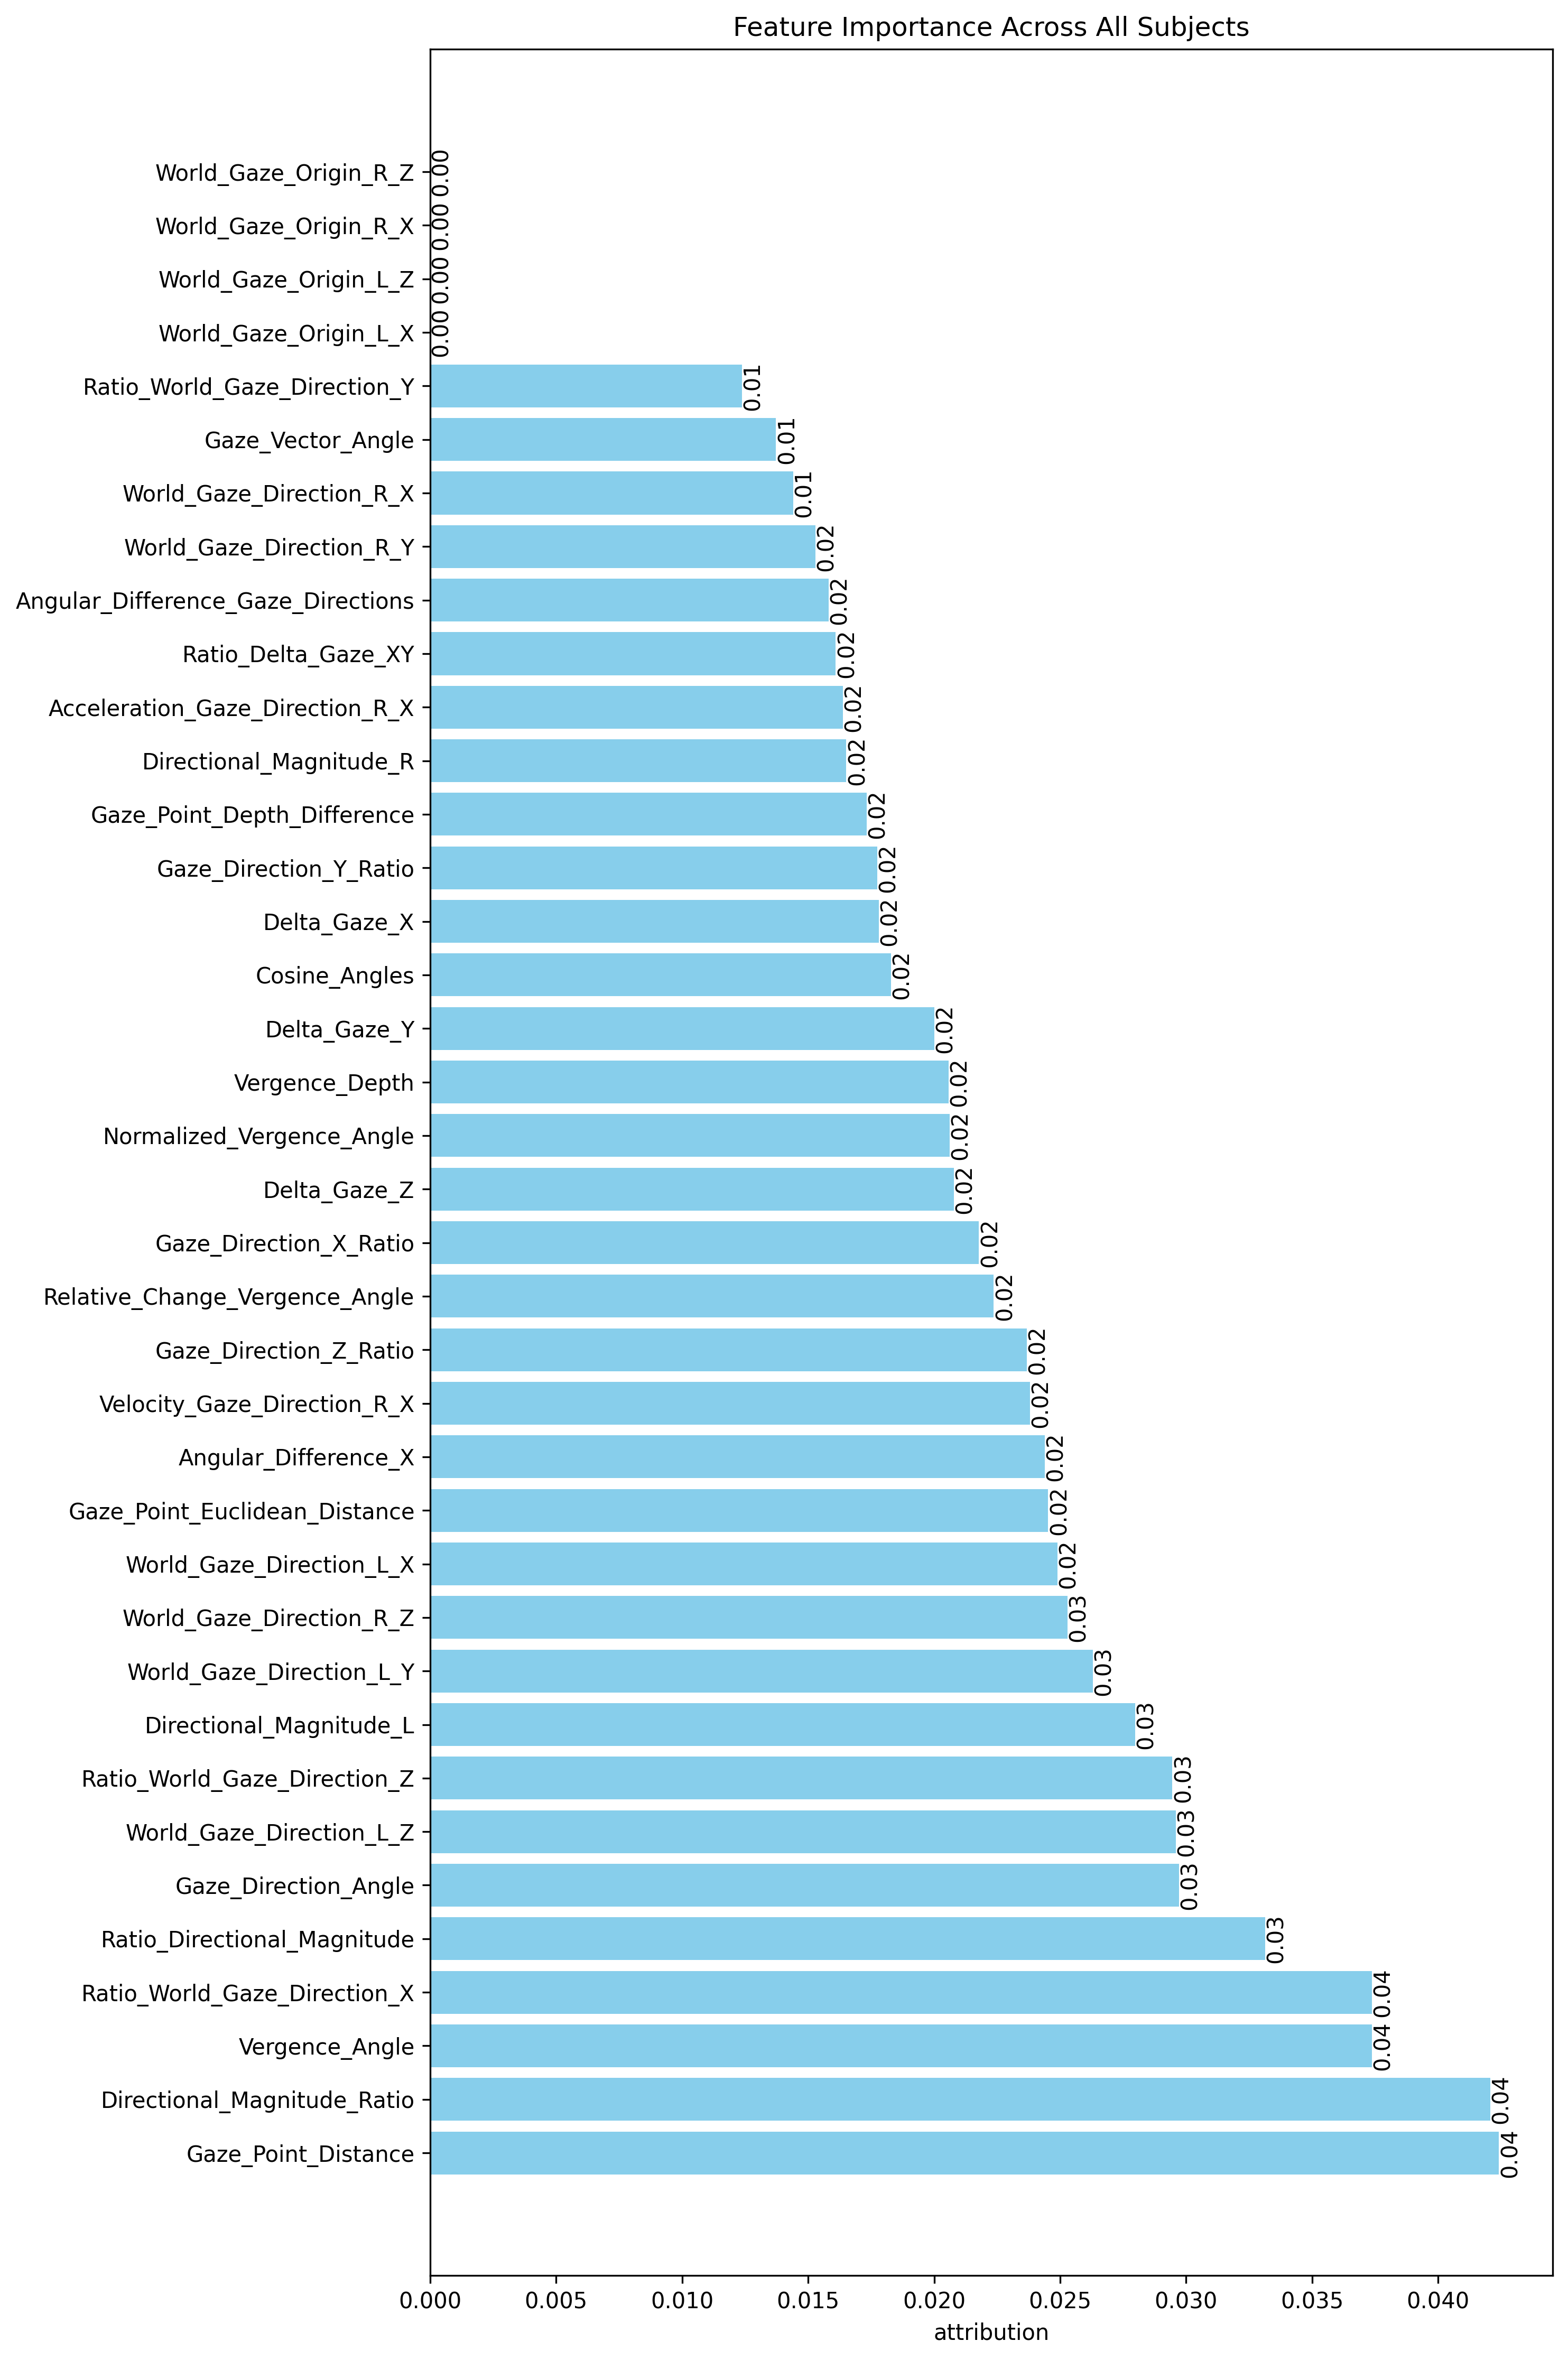 Feature Importance Across All Subjects
World_Gaze_Origin_R_Z 0.00
World_Gaze_Origin_R_X 0.00
World_Gaze_Origin_L_Z 0.00
World_Gaze_Origin_L_X 0.00
Ratio_World_Gaze_Direction_Y 0.01
Gaze_Vector_Angle 0.01
World_Gaze_Direction_R_X 0.01
World_Gaze_Direction_R_Y 0.02
Angular_Difference_Gaze_Directions 0.02
Ratio_Delta_Gaze_XY 0.02
Acceleration_Gaze_Direction_R_X 0.02
Directional_Magnitude_R 0.02
Gaze_Point_Depth_Difference 0.02
Gaze_Direction_Y_Ratio 0.02
Delta_Gaze_X 0.02
Cosine_Angles 0.02
Delta_Gaze_Y 0.02
Vergence_Depth 0.02
Normalized_Vergence_Angle 0.02
Delta_Gaze_Z 0.02
Gaze_Direction_X_Ratio 0.02
Relative_Change_Vergence_Angle 0.02
Gaze_Direction_Z_Ratio 0.02
Velocity_Gaze_Direction_R_X 0.02
Angular_Difference_X 0.02
Gaze_Point_Euclidean_Distance 0.02
World_Gaze_Direction_L_X 0.02
World_Gaze_Direction_R_Z 0.03
World_Gaze_Direction_L_Y 0.03
Directional_Magnitude_L 0.03
Ratio_World_Gaze_Direction_Z 0.03
World_Gaze_Direction_L_Z 0.03
Gaze_Direction_Angle 0.03
Ratio_Directional_Magnitude 0.03
Ratio_World_Gaze_Direction_X 0.04
Vergence_Angle 0.04
Directional_Magnitude_Ratio 0.04
Gaze_Point_Distance 0.04
0.000 0.005 0.010 0.015 0.020 0.025 0.030 0.035 0.040
attribution